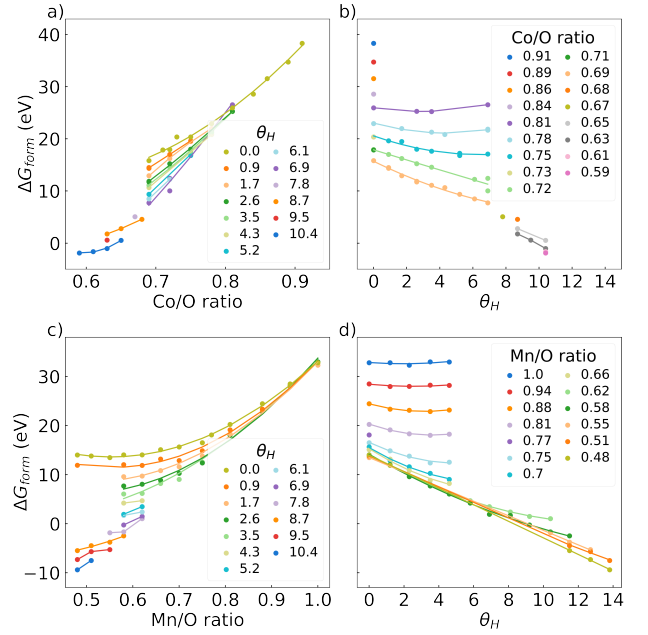 a)
ΔG_form (eV)
40
30
20
10
0
0.6 0.7 0.8 0.9
Co/O ratio
θ_H
0.0 6.1
0.9 6.9
1.7 7.8
2.6 8.7
3.5 9.5
4.3 10.4
5.2
b)
Co/O ratio
0.91 0.71
0.89 0.69
0.86 0.68
0.84 0.67
0.81 0.65
0.78 0.63
0.75 0.61
0.73 0.59
0.72
0 2 4 6 8 10 12 14
θ_H
c)
ΔG_form (eV)
30
20
10
0
−10
0.5 0.6 0.7 0.8 0.9 1.0
Mn/O ratio
θ_H
0.0 6.1
0.9 6.9
1.7 7.8
2.6 8.7
3.5 9.5
4.3 10.4
5.2
d)
Mn/O ratio
1.0 0.66
0.94 0.62
0.88 0.58
0.81 0.55
0.77 0.51
0.75 0.48
0.7
0 2 4 6 8 10 12 14
θ_H